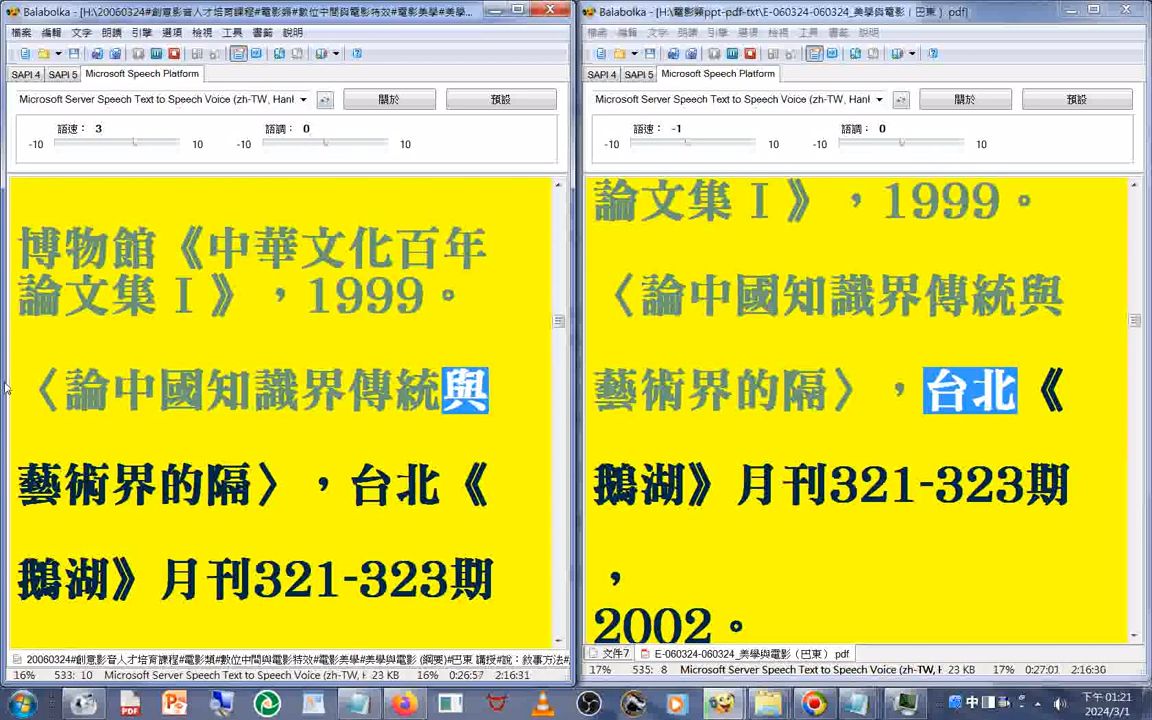 Balabolka - [H:\20060324#創意影音人才培育課程#電影類#數位中間與電影特效#電影美學#美學...
檔案 編輯 文字 朗讀 引擎 選項 檢視 工具 書籤 說明
SAPI 4 SAPI 5 Microsoft Speech Platform
Microsoft Server Speech Text to Speech Voice (zh-TW, Hanl
關於 預設
語速： 3 語調： 0
-10 10 -10 10
博物館《中華文化百年
論文集Ⅰ》，1999。
〈論中國知識界傳統與
藝術界的隔〉，台北《
鵝湖》月刊321-323期
20060324#創意影音人才培育課程#電影類#數位中間與電影特效#電影美學#美學與電影 (綱要)#巴東 講授#說：敘事方法#
16% 535: 10 Microsoft Server Speech Text to Speech Voice (zh-TW, F 23 KB 16% 0:26:57 2:16:31
Balabolka - [H:\電影類ppt-pdf-txt\E-060324-060324_美學與電影（巴東）pdf]
檔案 編輯 文字 朗讀 引擎 選項 檢視 工具 書籤 說明
SAPI 4 SAPI 5 Microsoft Speech Platform
Microsoft Server Speech Text to Speech Voice (zh-TW, Hanl
關於 預設
語速： -1 語調： 0
-10 10 -10 10
論文集Ⅰ》，1999。
〈論中國知識界傳統與
藝術界的隔〉，台北《
鵝湖》月刊321-323期
，
2002。
文件7 E-060324-060324_美學與電影（巴東）pdf
17% 535: 8 Microsoft Server Speech Text to Speech Voice (zh-TW, H 23 KB 17% 0:27:01 2:16:30
中
下午 01:21
2024/3/1